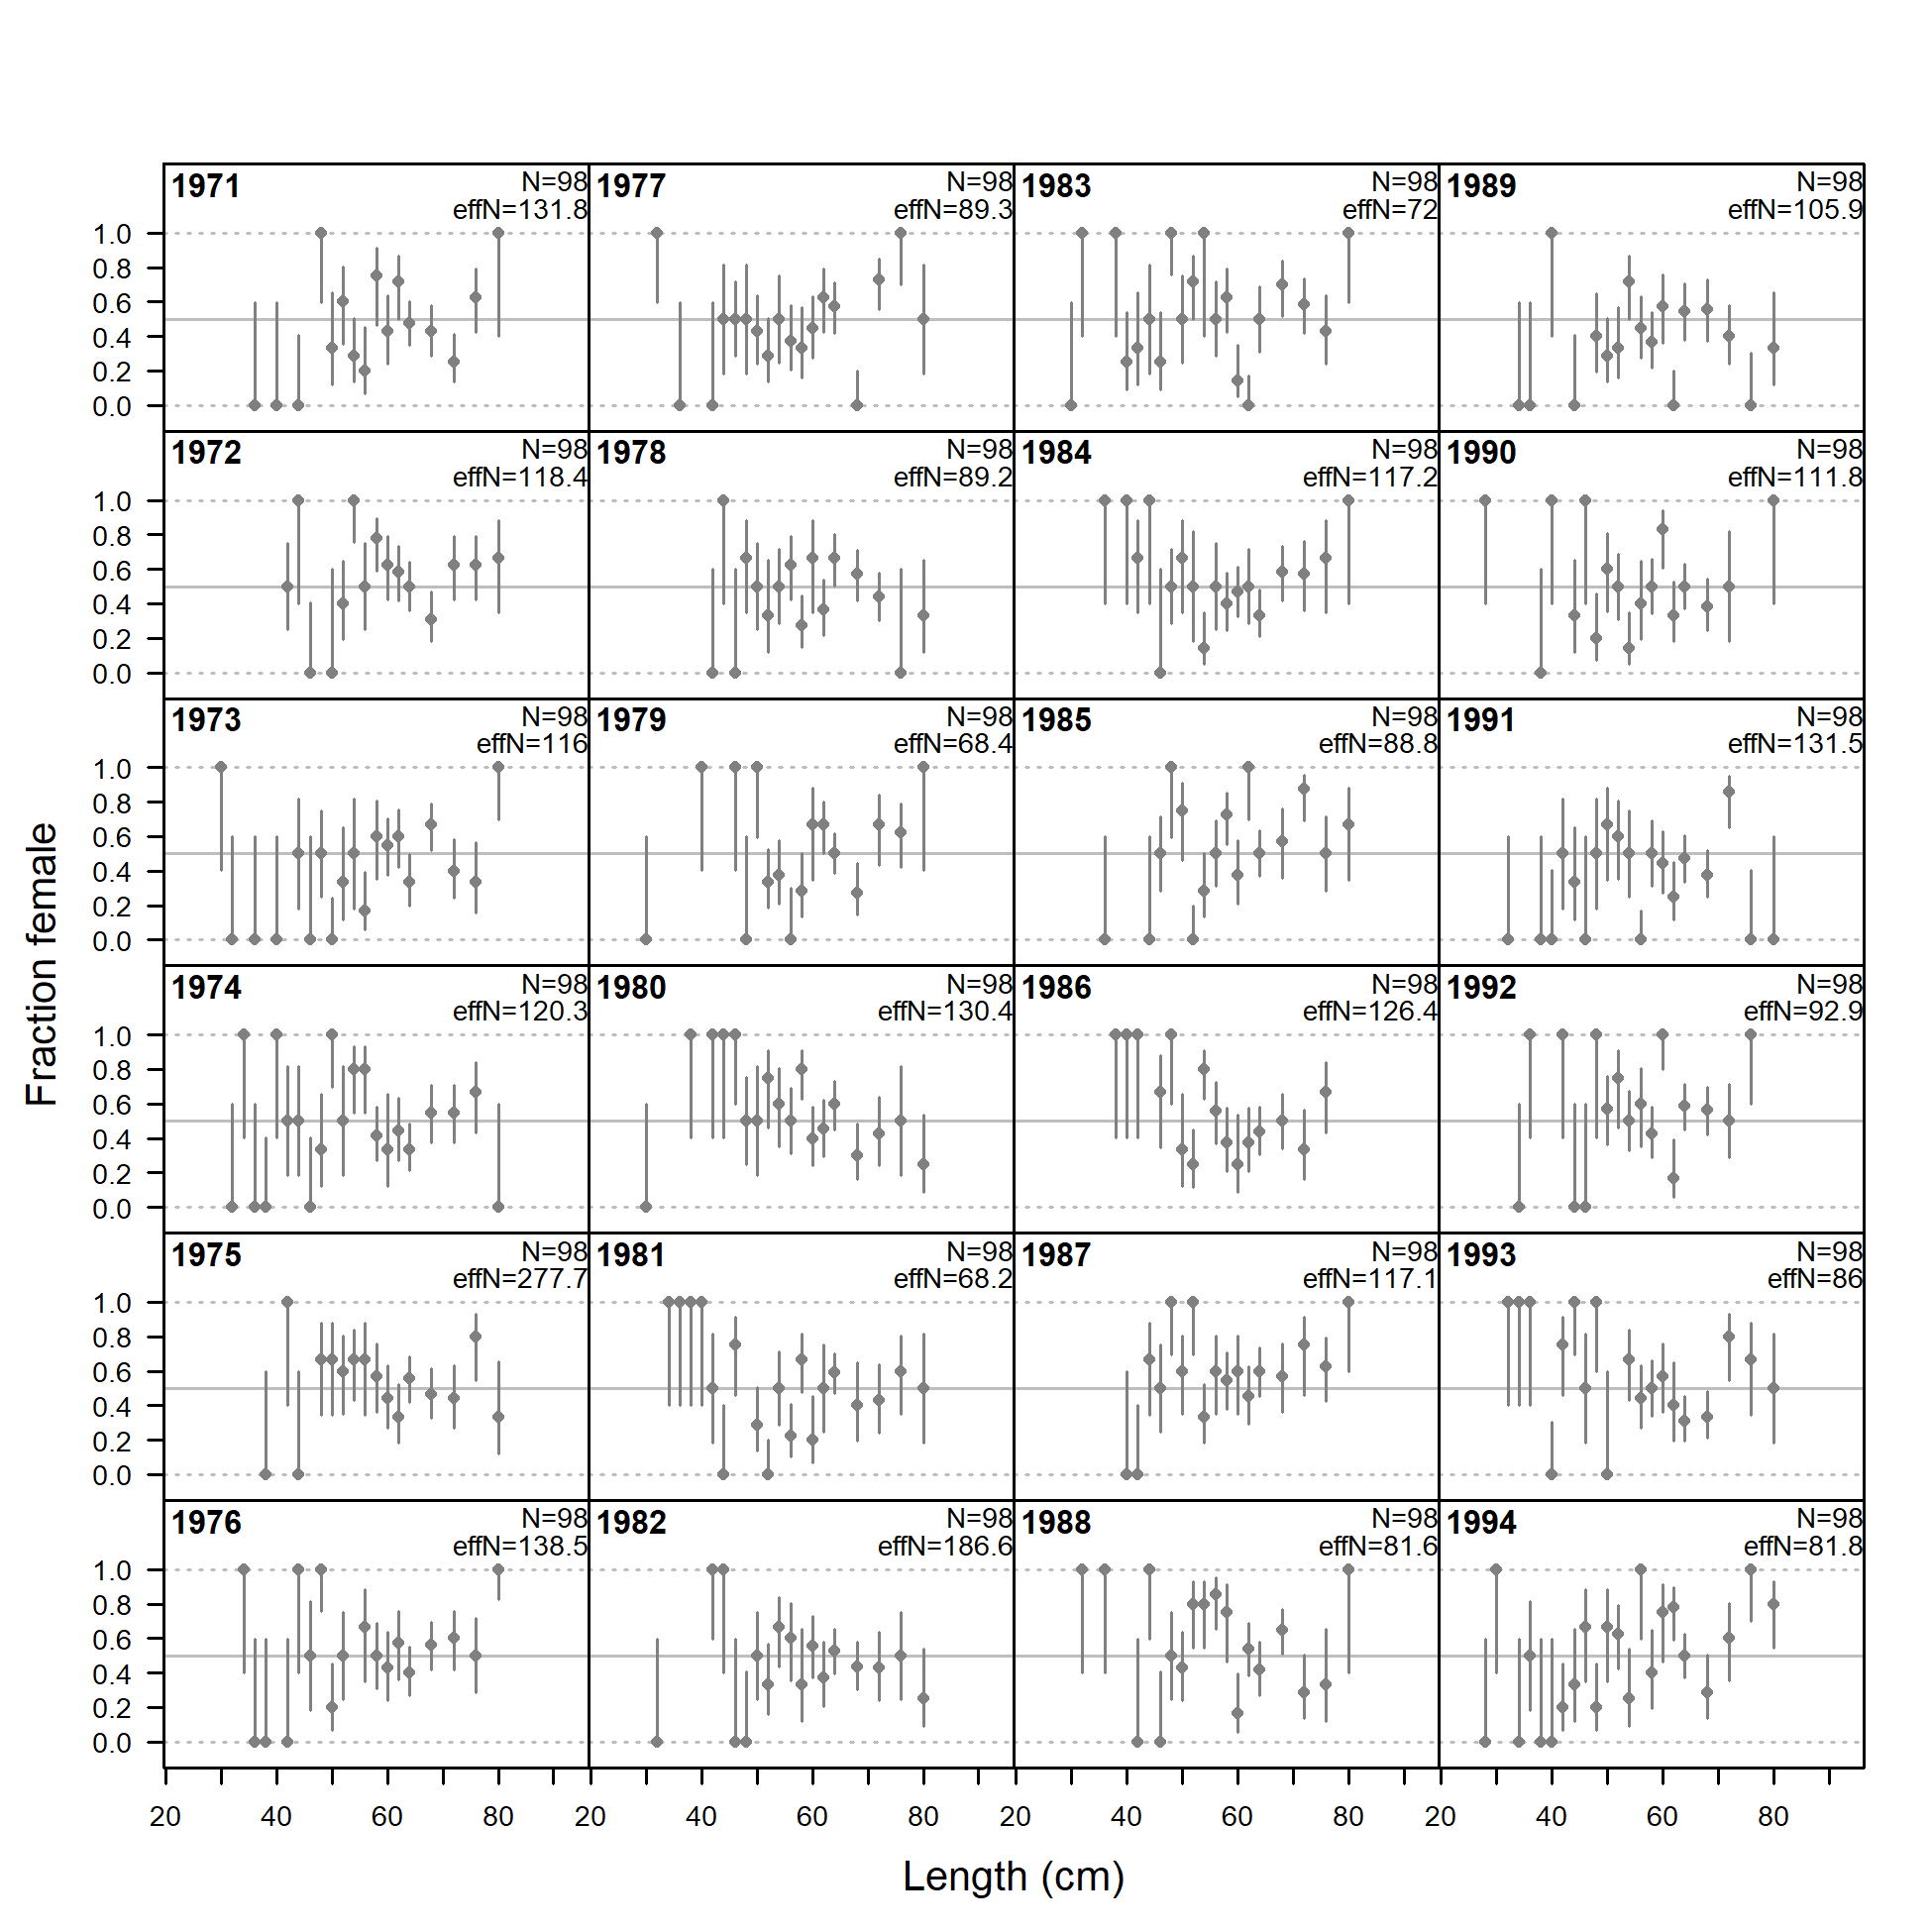 1971 N=98 1977 N=98 1983 N=98 1989 N=98
effN=131.8 effN=89.3 effN=72 effN=105.9
1.0
0.8
0.6
0.4
0.2
0.0
1972 N=98 1978 N=98 1984 N=98 1990 N=98
effN=118.4 effN=89.2 effN=117.2 effN=111.8
1.0
0.8
0.6
0.4
0.2
0.0
1973 N=98 1979 N=98 1985 N=98 1991 N=98
effN=116 effN=68.4 effN=88.8 effN=131.5
1.0
0.8
0.6
0.4
0.2
0.0
Fraction female
1974 N=98 1980 N=98 1986 N=98 1992 N=98
effN=120.3 effN=130.4 effN=126.4 effN=92.9
1.0
0.8
0.6
0.4
0.2
0.0
1975 N=98 1981 N=98 1987 N=98 1993 N=98
effN=277.7 effN=68.2 effN=117.1 effN=86
1.0
0.8
0.6
0.4
0.2
0.0
1976 N=98 1982 N=98 1988 N=98 1994 N=98
effN=138.5 effN=186.6 effN=81.6 effN=81.8
1.0
0.8
0.6
0.4
0.2
0.0
20 40 60 80 20 40 60 80 20 40 60 80 20 40 60 80
Length (cm)